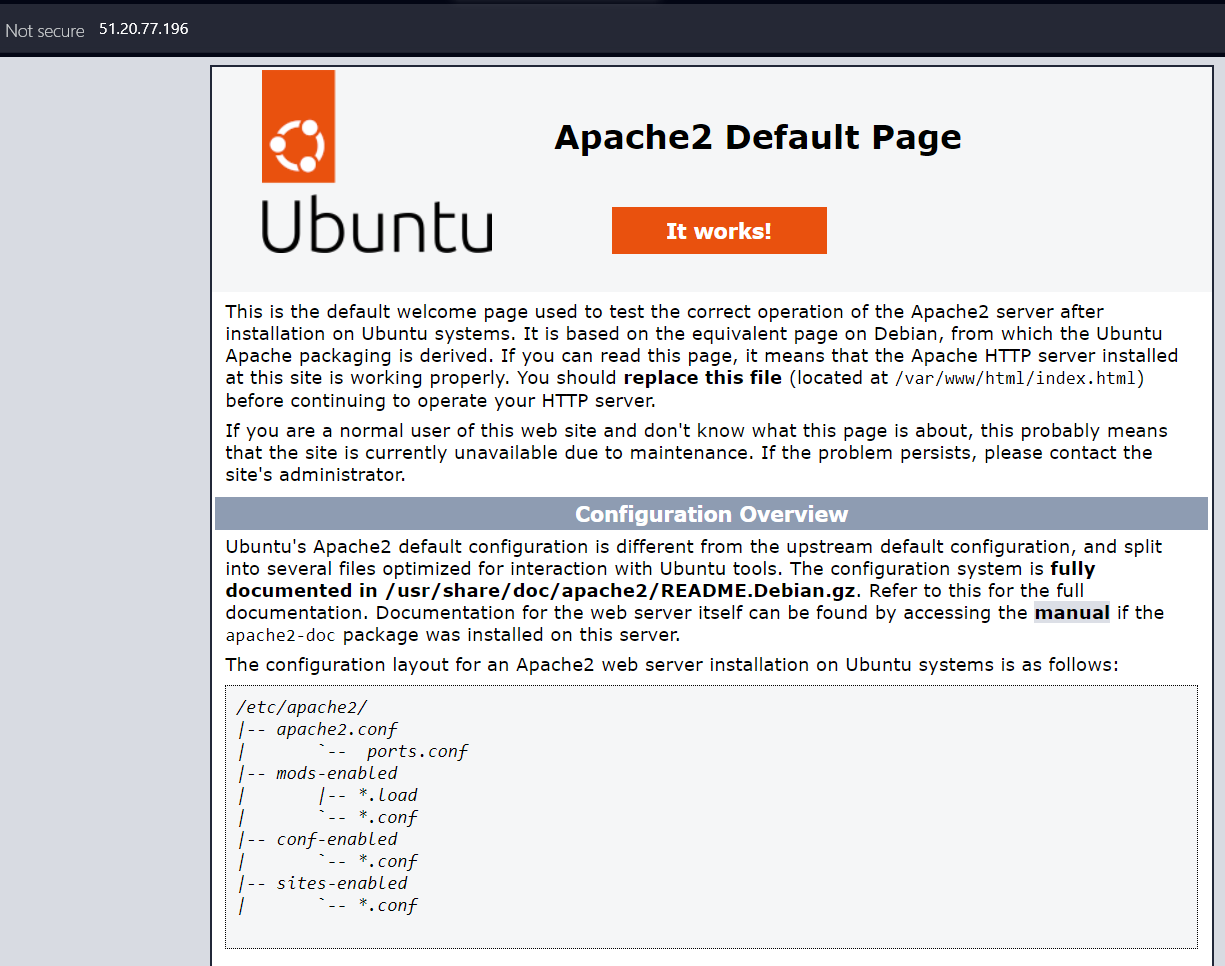 Not secure 51.20.77.196
Apache2 Default Page
Ubuntu
It works!
This is the default welcome page used to test the correct operation of the Apache2 server after
installation on Ubuntu systems. It is based on the equivalent page on Debian, from which the Ubuntu
Apache packaging is derived. If you can read this page, it means that the Apache HTTP server installed
at this site is working properly. You should replace this file (located at /var/www/html/index.html)
before continuing to operate your HTTP server.
If you are a normal user of this web site and don't know what this page is about, this probably means
that the site is currently unavailable due to maintenance. If the problem persists, please contact the
site's administrator.
Configuration Overview
Ubuntu's Apache2 default configuration is different from the upstream default configuration, and split
into several files optimized for interaction with Ubuntu tools. The configuration system is fully
documented in /usr/share/doc/apache2/README.Debian.gz. Refer to this for the full
documentation. Documentation for the web server itself can be found by accessing the manual if the
apache2-doc package was installed on this server.
The configuration layout for an Apache2 web server installation on Ubuntu systems is as follows:
/etc/apache2/
|-- apache2.conf
|       `--  ports.conf
|-- mods-enabled
|       |-- *.load
|       `-- *.conf
|-- conf-enabled
|       `-- *.conf
|-- sites-enabled
|       `-- *.conf